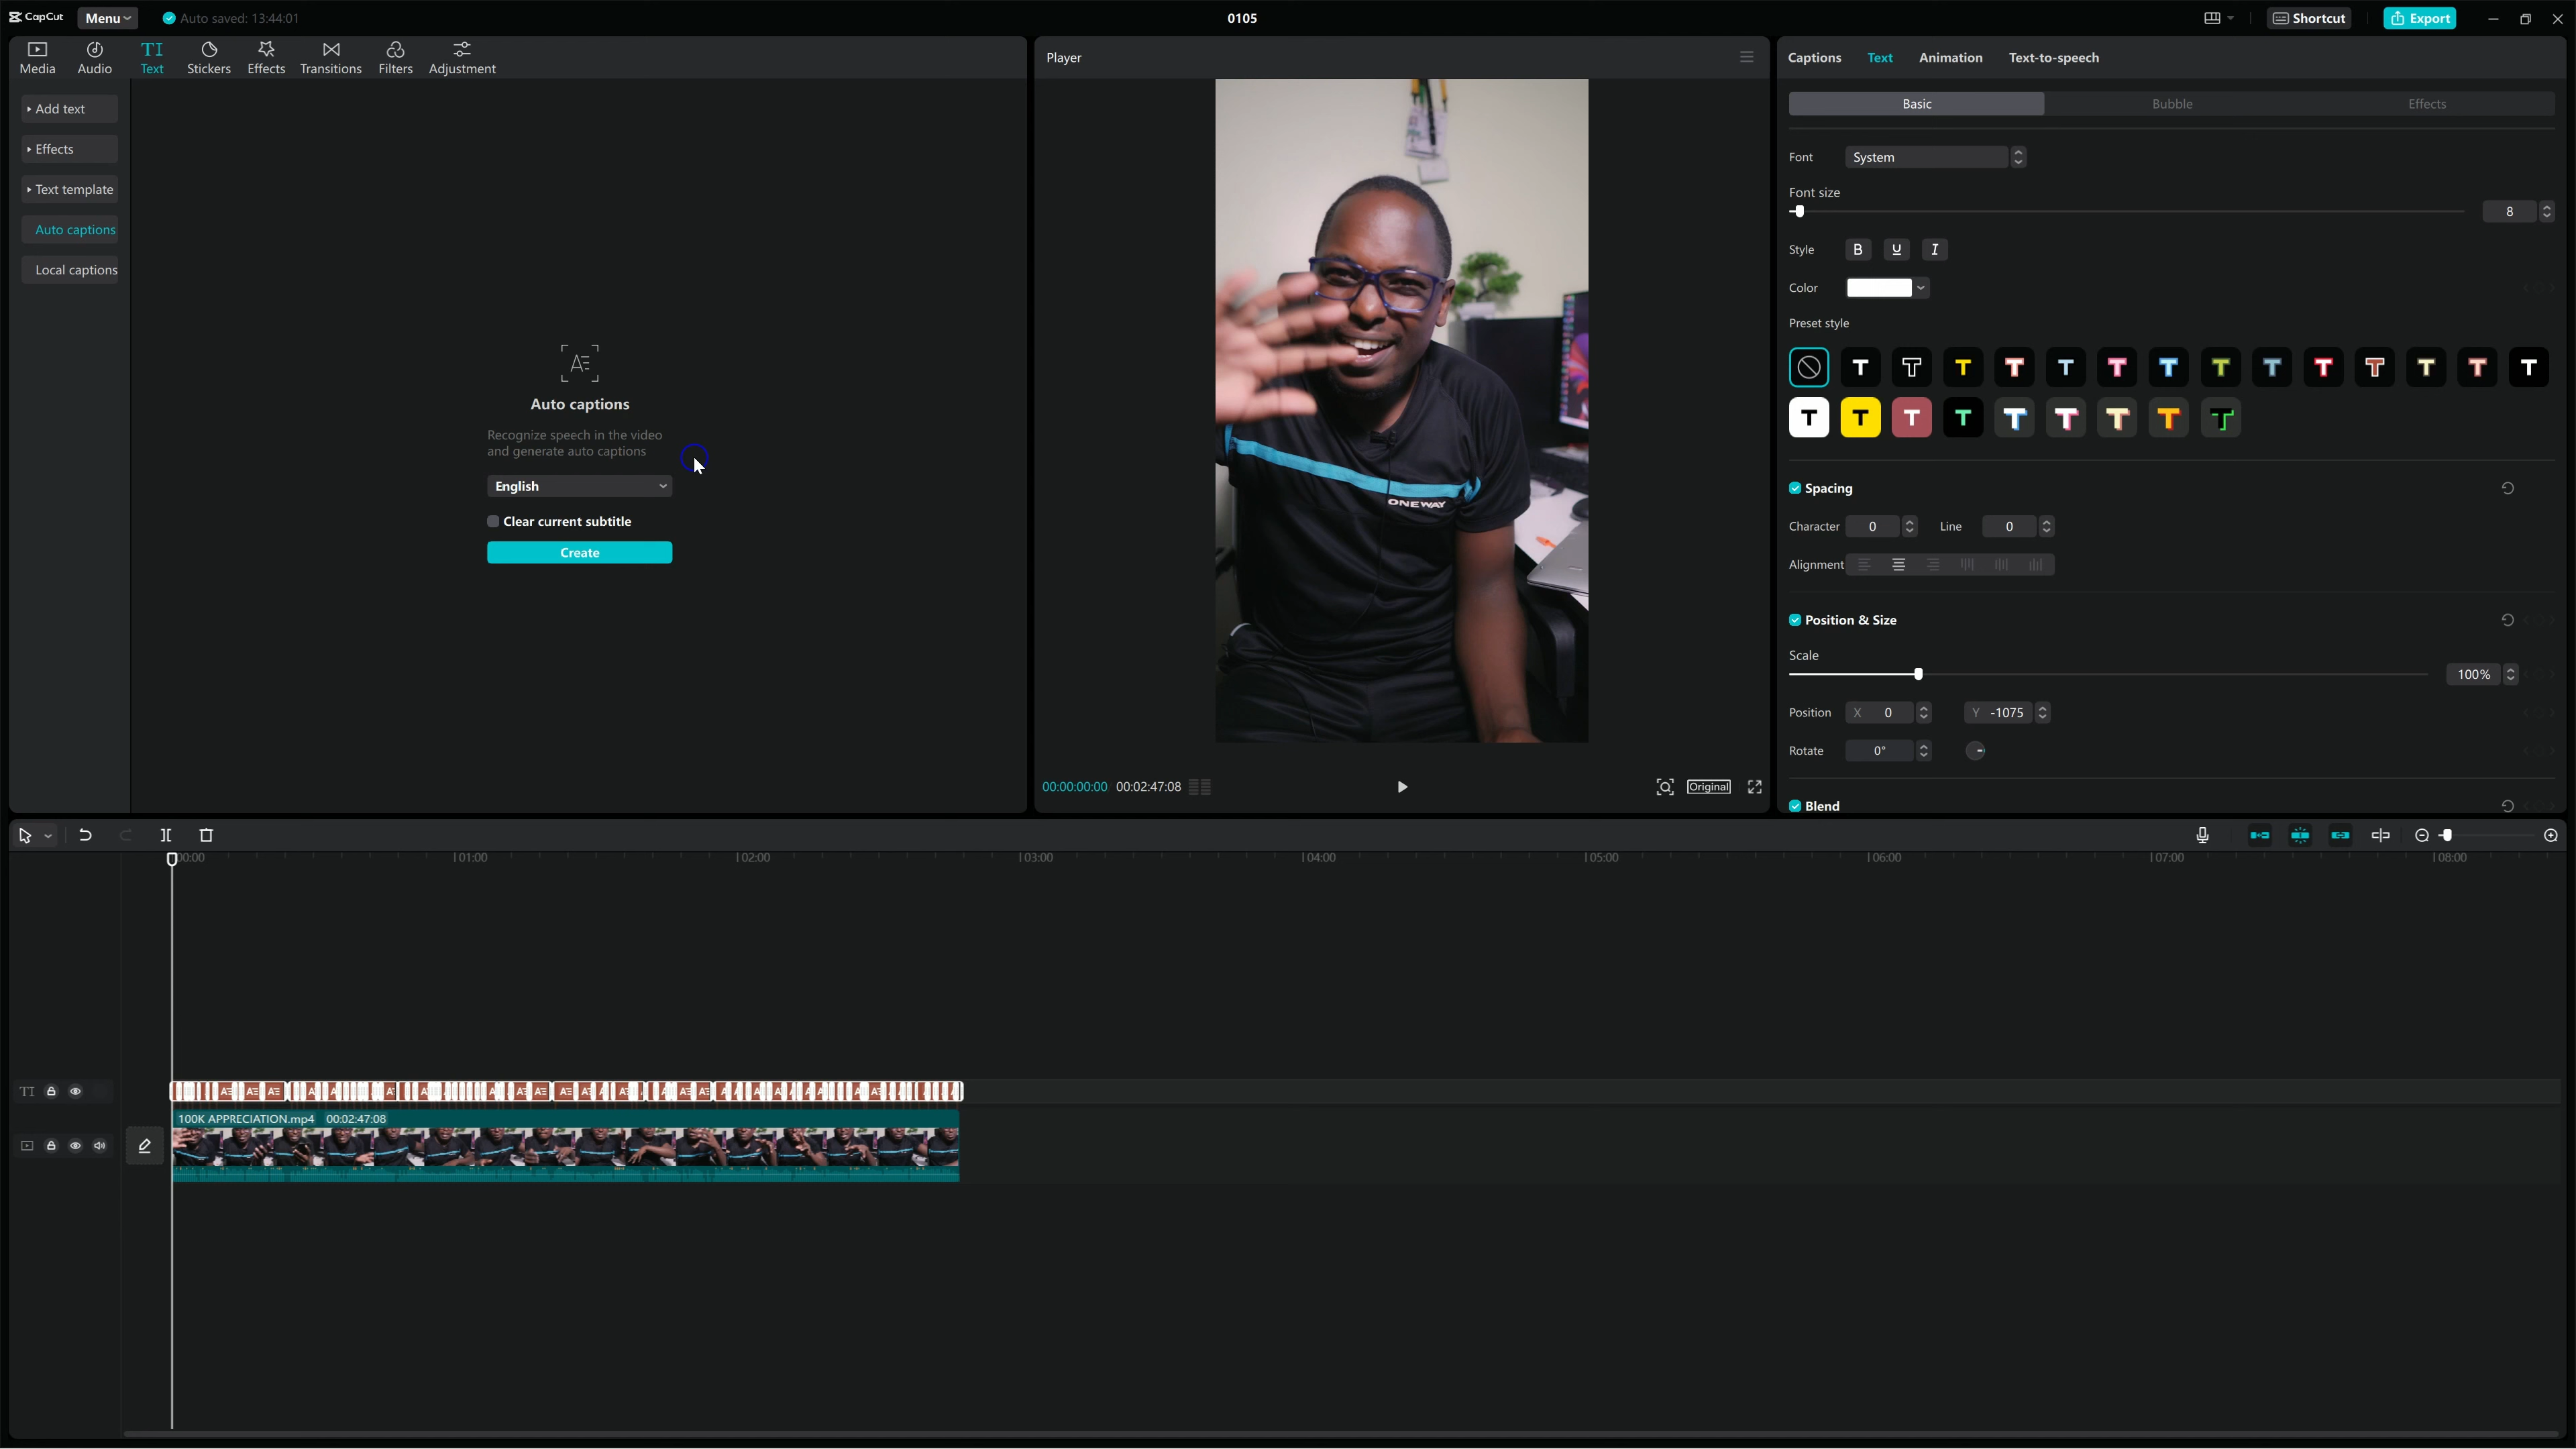 CapCut Menu Auto saved: 13:44:01 0105 Shortcut Export
Media Audio TI Text Stickers Effects Transitions Filters Adjustment
Add text
Effects
Text template
Auto captions
Local captions
Auto captions
Recognize speech in the video
and generate auto captions
English
Clear current subtitle
Create
Player
ONEWAY
00:00:00:00 00:02:47:08 Original
Captions Text Animation Text-to-speech
Basic Bubble Effects
Font System
Font size
8
Style B U I
Color
Preset style
T T T T T T T T T T T T T T
T T T T T T T T T
Spacing
Character 0 Line 0
Alignment
Position & Size
Scale
100%
Position X 0 Y -1075
Rotate 0°
Blend
00:00 01:00 02:00 03:00 04:00 05:00 06:00 07:00 08:00
TI
100K APPRECIATION.mp4 00:02:47:08